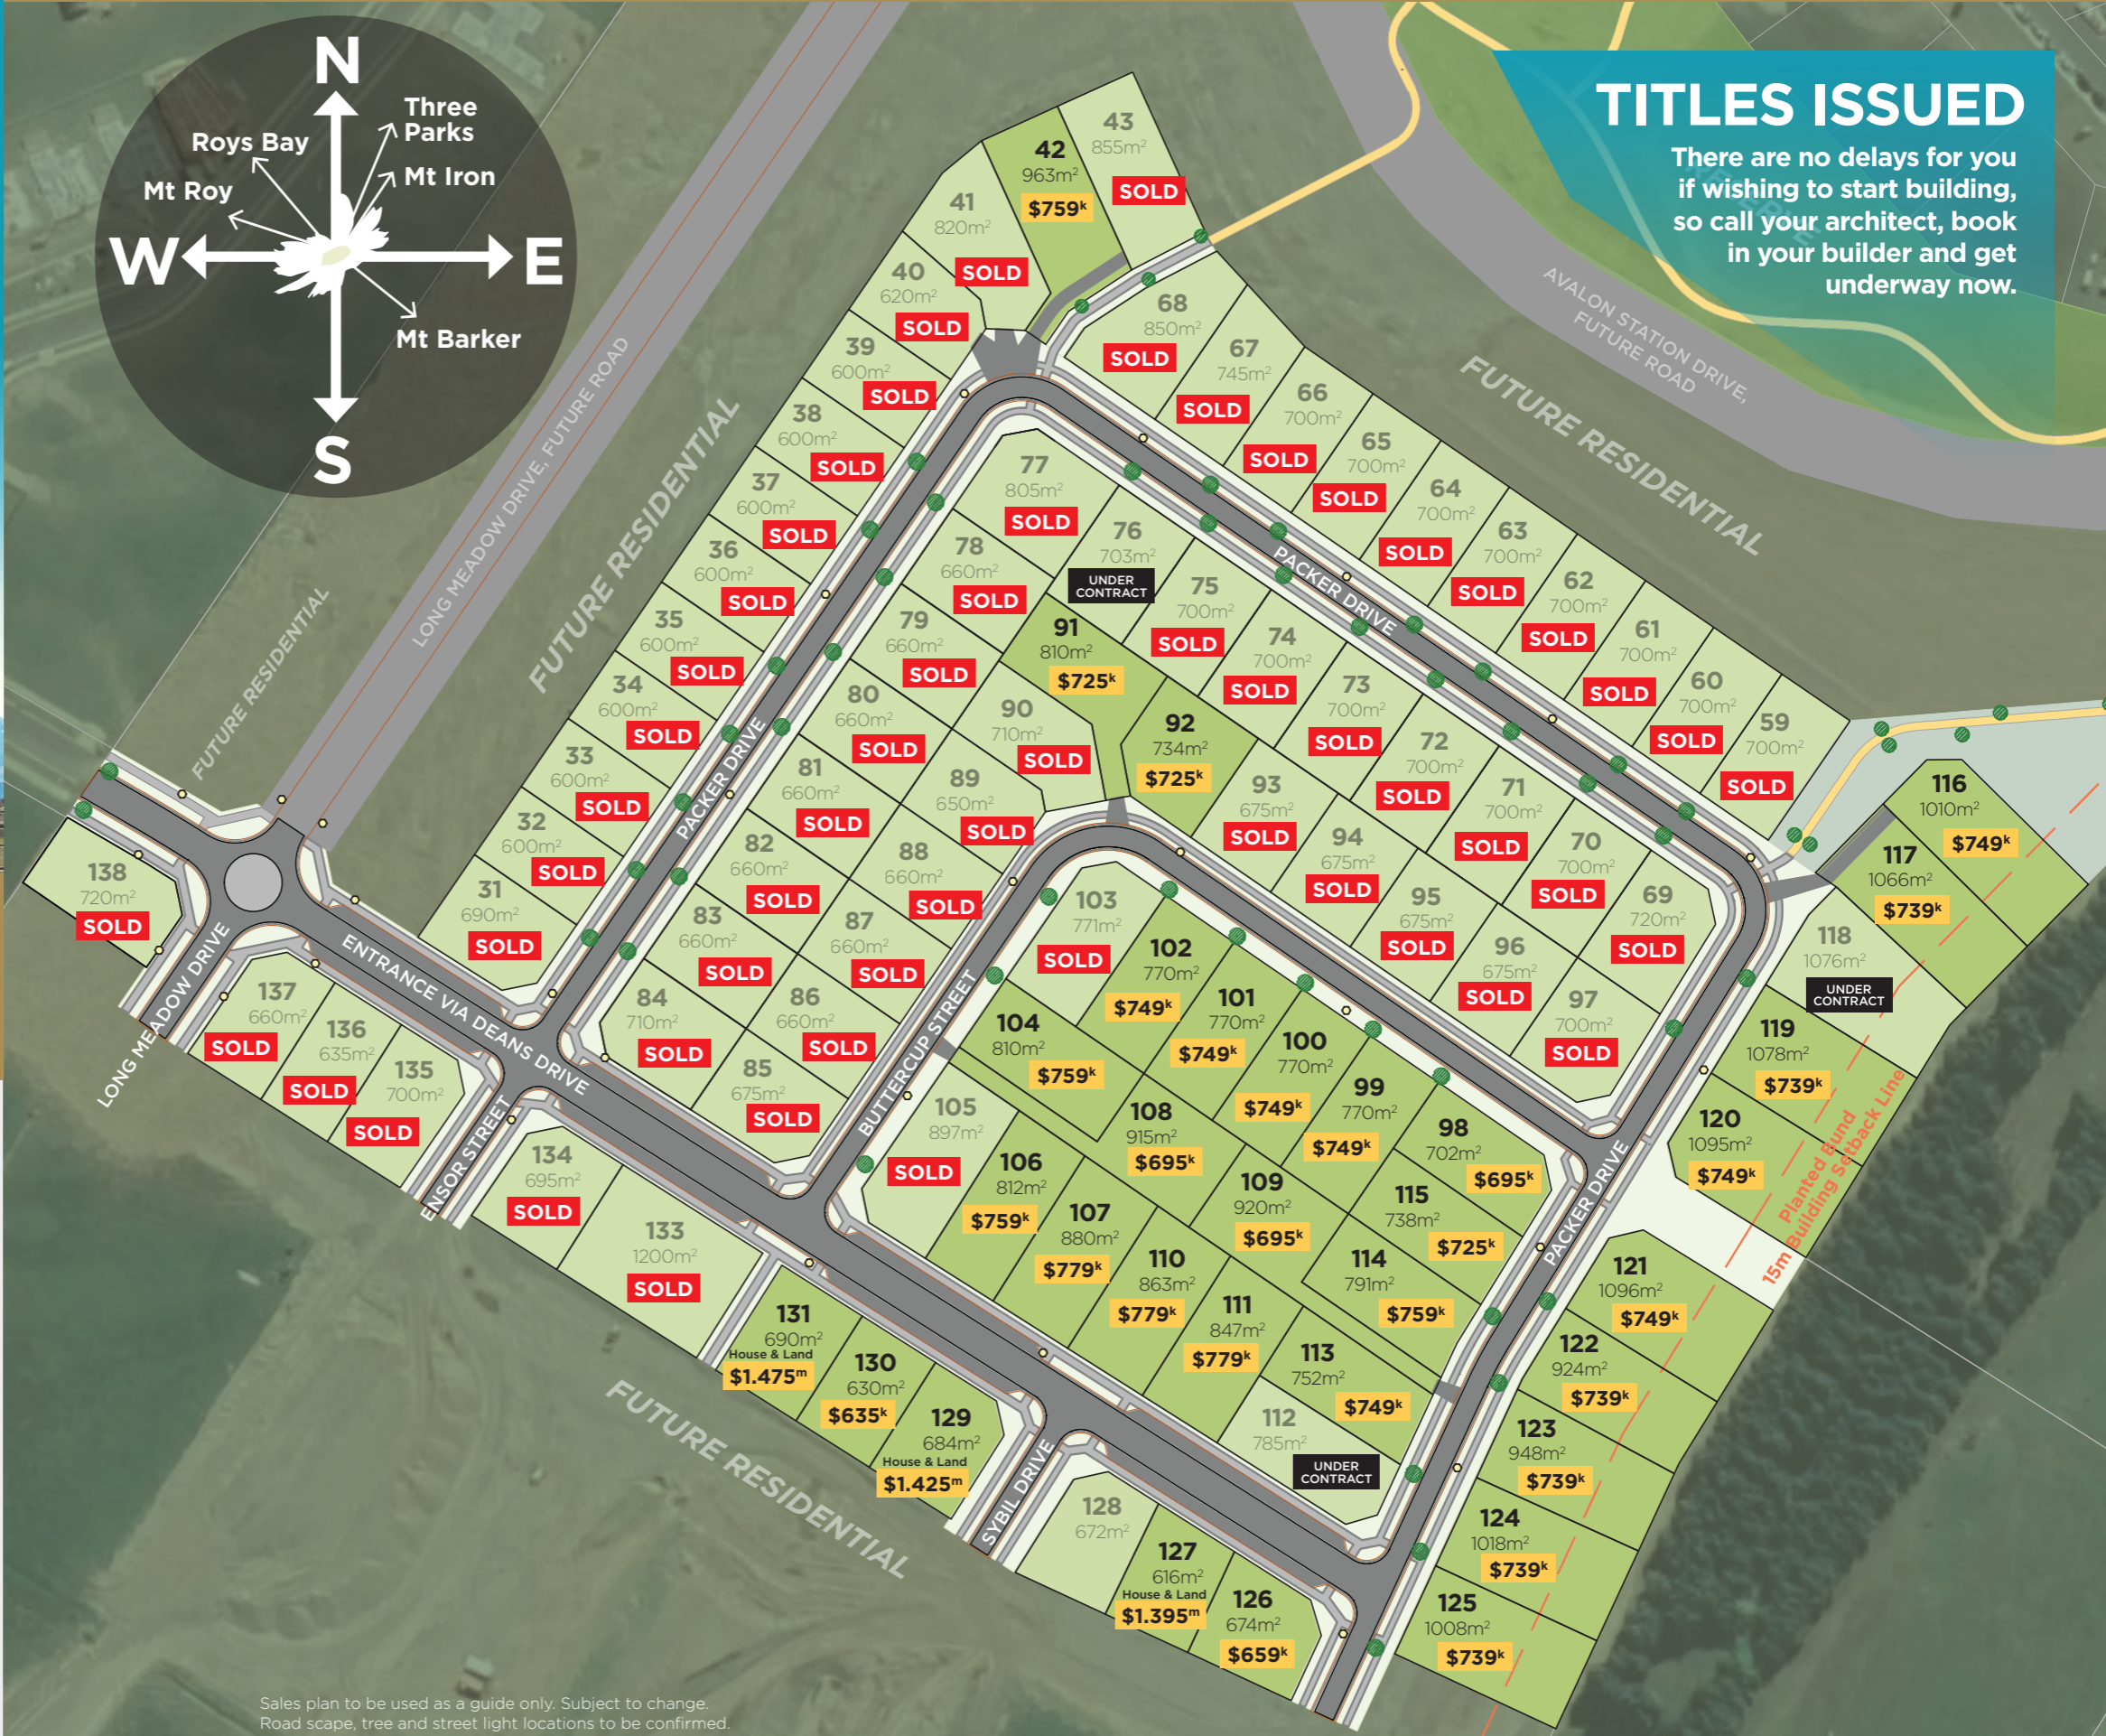 N
Three
Parks
Roys Bay
Mt Iron
Mt Roy
W
E
Mt Barker
S
TITLES ISSUED
There are no delays for you
if wishing to start building,
so call your architect, book
in your builder and get
underway now.
AVALON STATION DRIVE,
FUTURE ROAD
FUTURE RESIDENTIAL
LONG MEADOW DRIVE, FUTURE ROAD
FUTURE RESIDENTIAL
FUTURE RESIDENTIAL
43
855m²
SOLD
42
963m²
$759ᵏ
41
820m²
SOLD
40
620m²
SOLD
39
600m²
SOLD
38
600m²
SOLD
37
600m²
SOLD
36
600m²
SOLD
35
600m²
SOLD
34
600m²
SOLD
33
600m²
SOLD
32
600m²
SOLD
31
690m²
SOLD
68
850m²
SOLD
67
745m²
SOLD
66
700m²
SOLD
65
700m²
SOLD
64
700m²
SOLD
63
700m²
SOLD
62
700m²
SOLD
61
700m²
SOLD
60
700m²
SOLD
59
700m²
SOLD
PACKER DRIVE
77
805m²
SOLD
76
703m²
UNDER
CONTRACT
75
700m²
SOLD
74
700m²
SOLD
73
700m²
SOLD
72
700m²
SOLD
71
700m²
SOLD
70
700m²
SOLD
69
720m²
SOLD
78
660m²
SOLD
79
660m²
SOLD
80
660m²
SOLD
81
660m²
SOLD
82
660m²
SOLD
83
660m²
SOLD
84
710m²
SOLD
PACKER DRIVE
91
810m²
$725ᵏ
92
734m²
$725ᵏ
90
710m²
SOLD
89
650m²
SOLD
88
660m²
SOLD
87
660m²
SOLD
86
660m²
SOLD
85
675m²
SOLD
93
675m²
SOLD
94
675m²
SOLD
95
675m²
SOLD
96
675m²
SOLD
97
700m²
SOLD
BUTTERCUP STREET
103
771m²
SOLD
102
770m²
$749ᵏ
101
770m²
$749ᵏ
100
770m²
$749ᵏ
99
770m²
$749ᵏ
98
702m²
$695ᵏ
104
810m²
$759ᵏ
105
897m²
SOLD
106
812m²
$759ᵏ
107
880m²
$779ᵏ
108
915m²
$695ᵏ
109
920m²
$695ᵏ
110
863m²
$779ᵏ
111
847m²
$779ᵏ
112
785m²
UNDER
CONTRACT
113
752m²
$749ᵏ
114
791m²
$759ᵏ
115
738m²
$725ᵏ
PACKER DRIVE
116
1010m²
$749ᵏ
117
1066m²
$739ᵏ
118
1076m²
UNDER
CONTRACT
119
1078m²
$739ᵏ
120
1095m²
$749ᵏ
Planted Bund
15m Building Setback Line
121
1096m²
$749ᵏ
122
924m²
$739ᵏ
123
948m²
$739ᵏ
124
1018m²
$739ᵏ
125
1008m²
$739ᵏ
138
720m²
SOLD
LONG MEADOW DRIVE
ENTRANCE VIA DEANS DRIVE
137
660m²
SOLD
136
635m²
SOLD
135
700m²
SOLD
ENSOR STREET
134
695m²
SOLD
133
1200m²
SOLD
131
690m²
House & Land
$1.475ᵐ
130
630m²
$635ᵏ
129
684m²
House & Land
$1.425ᵐ
SYBIL DRIVE
128
672m²
127
616m²
House & Land
$1.395ᵐ
126
674m²
$659ᵏ
FUTURE RESIDENTIAL
Sales plan to be used as a guide only. Subject to change.
Road scape, tree and street light locations to be confirmed.